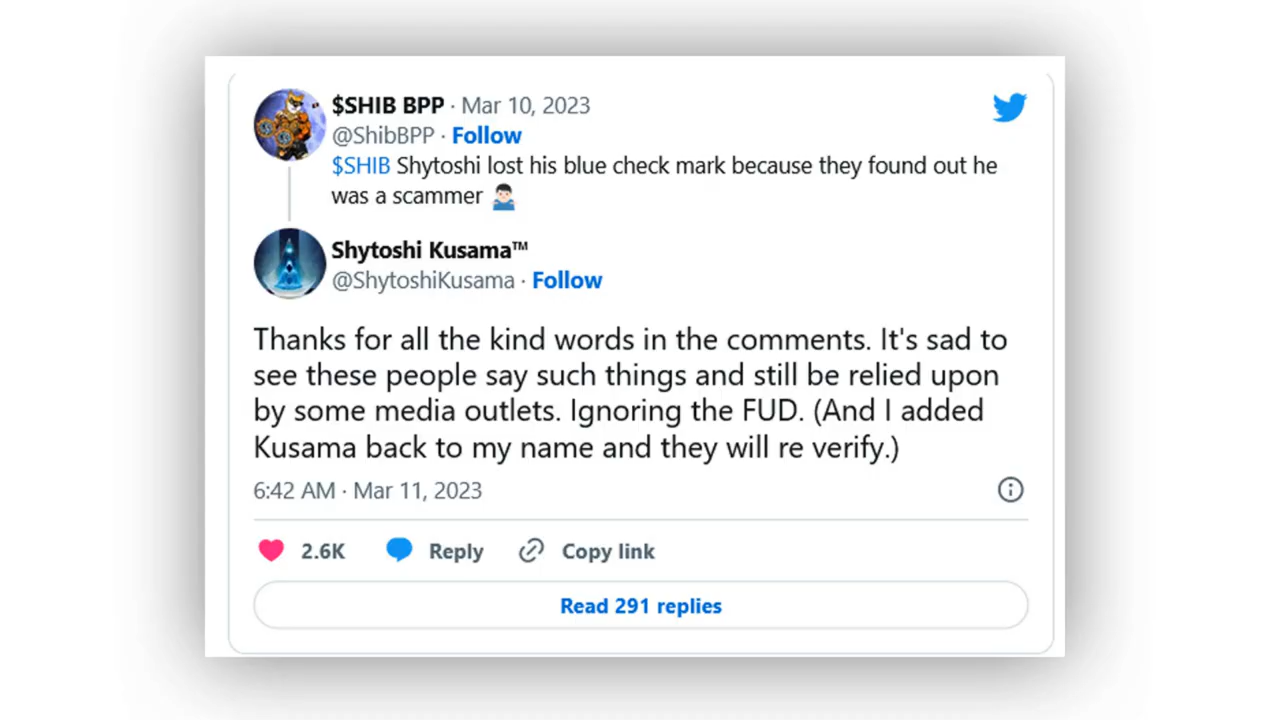 $SHIB BPP · Mar 10, 2023
@ShibBPP · Follow
$SHIB Shytoshi lost his blue check mark because they found out he
was a scammer 🤷🏻‍♂️
Shytoshi Kusama™
@ShytoshiKusama · Follow
Thanks for all the kind words in the comments. It's sad to
see these people say such things and still be relied upon
by some media outlets. Ignoring the FUD. (And I added
Kusama back to my name and they will re verify.)
6:42 AM · Mar 11, 2023
2.6K Reply Copy link
Read 291 replies